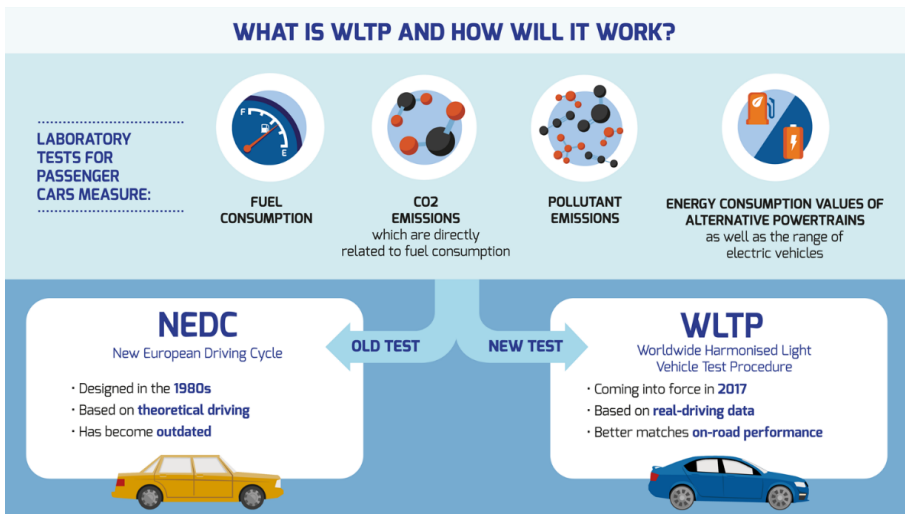 WHAT IS WLTP AND HOW WILL IT WORK?
LABORATORY
TESTS FOR
PASSENGER
CARS MEASURE:
F
E
FUEL
CONSUMPTION
CO2
EMISSIONS
which are directly
related to fuel consumption
POLLUTANT
EMISSIONS
ENERGY CONSUMPTION VALUES OF
ALTERNATIVE POWERTRAINS
as well as the range of
electric vehicles
NEDC
New European Driving Cycle
· Designed in the 1980s
· Based on theoretical driving
· Has become outdated
OLD TEST
NEW TEST
WLTP
Worldwide Harmonised Light
Vehicle Test Procedure
· Coming into force in 2017
· Based on real-driving data
· Better matches on-road performance